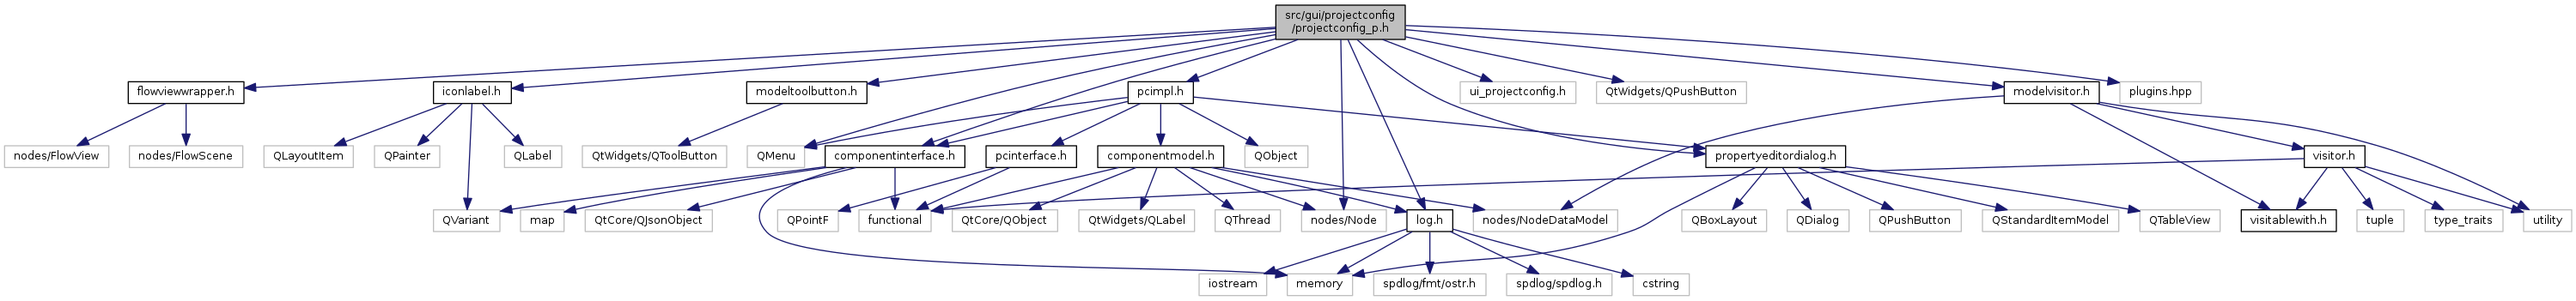 src/gui/projectconfig
/projectconfig_p.h
flowviewwrapper.h
iconlabel.h
modeltoolbutton.h
pcimpl.h
ui_projectconfig.h
QtWidgets/QPushButton
modelvisitor.h
plugins.hpp
nodes/FlowView
nodes/FlowScene
QLayoutItem
QPainter
QLabel
QtWidgets/QToolButton
QMenu
componentinterface.h
pcinterface.h
componentmodel.h
QObject
propertyeditordialog.h
visitor.h
QVariant
map
QtCore/QJsonObject
QPointF
functional
QtCore/QObject
QtWidgets/QLabel
QThread
nodes/Node
log.h
nodes/NodeDataModel
QBoxLayout
QDialog
QPushButton
QStandardItemModel
QTableView
visitablewith.h
tuple
type_traits
utility
iostream
memory
spdlog/fmt/ostr.h
spdlog/spdlog.h
cstring